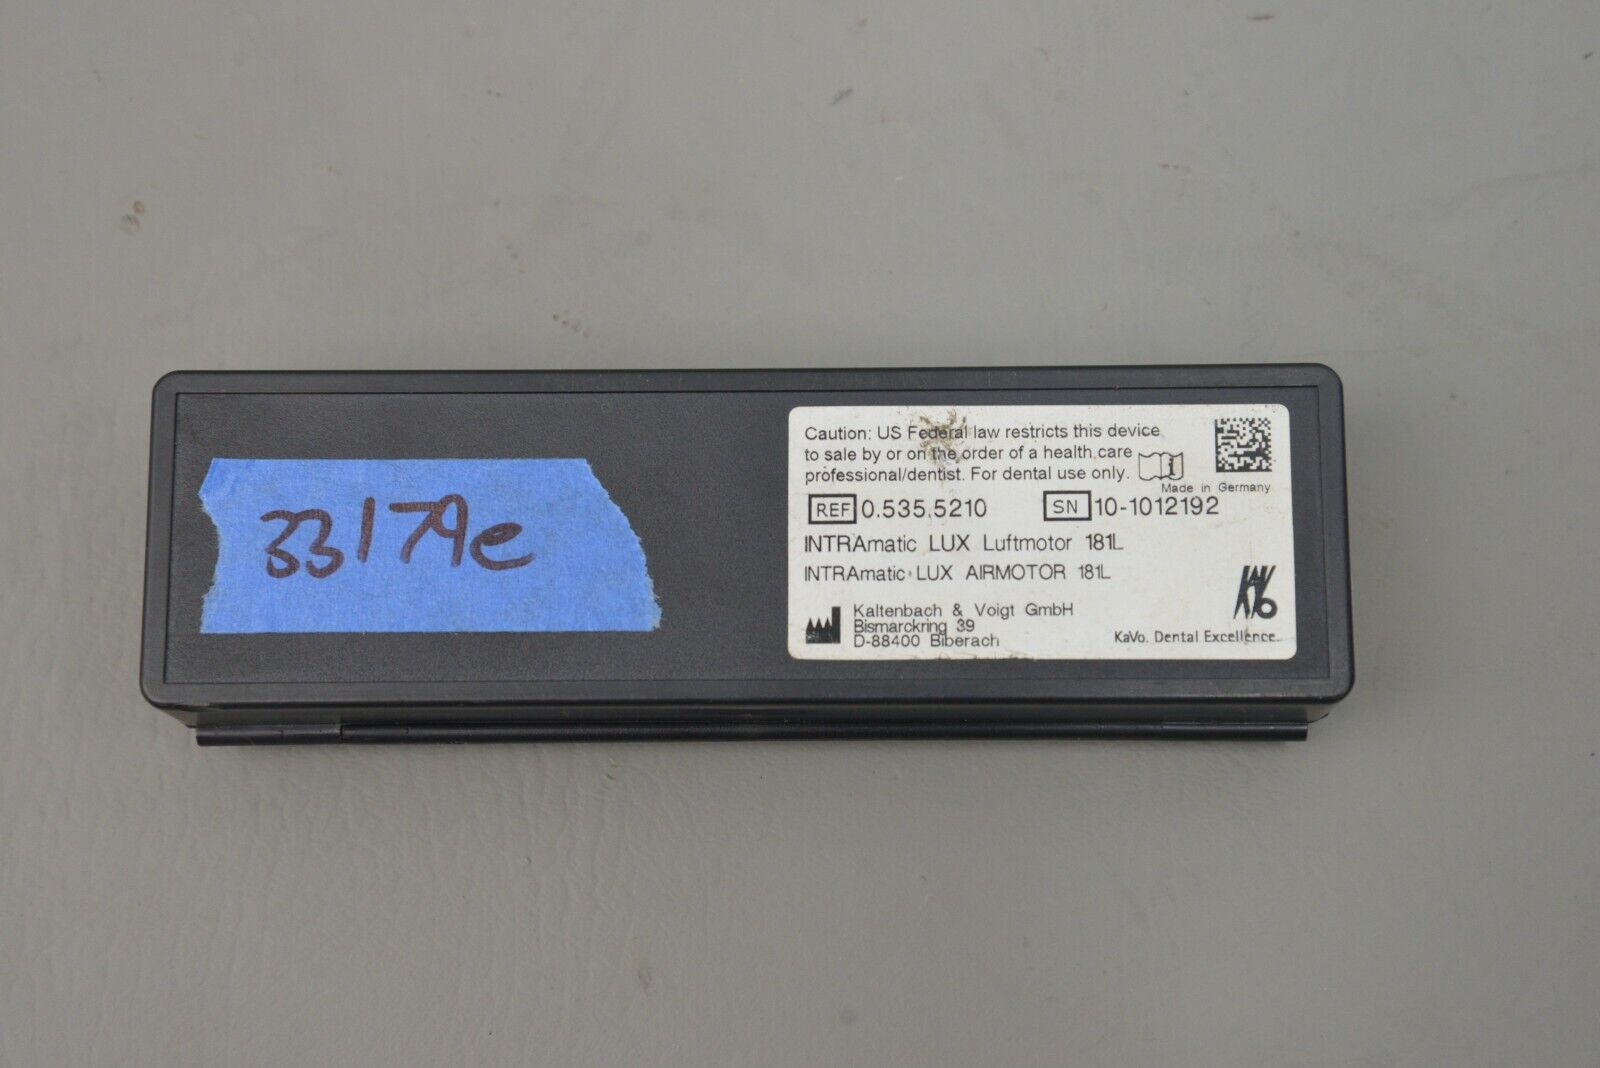 33179e
Caution: US Federal law restricts this device
to sale by or on the order of a health care
professional/dentist. For dental use only.
Made in Germany
REF 0.535.5210 SN 10-1012192
INTRAmatic LUX Luftmotor 181L
INTRAmatic LUX AIRMOTOR 181L
KaVo
Kaltenbach & Voigt GmbH
Bismarckring 39
D-88400 Biberach
KaVo. Dental Excellence.